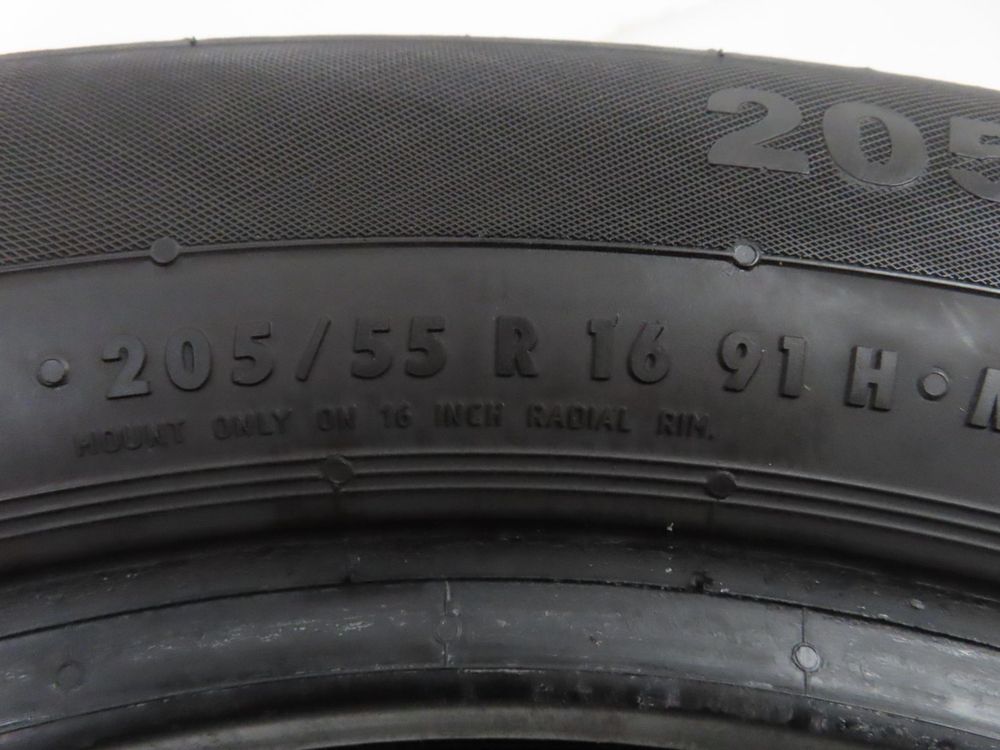 205
205/55 R 16 91 H
MOUNT ONLY ON 16 INCH RADIAL RIM.